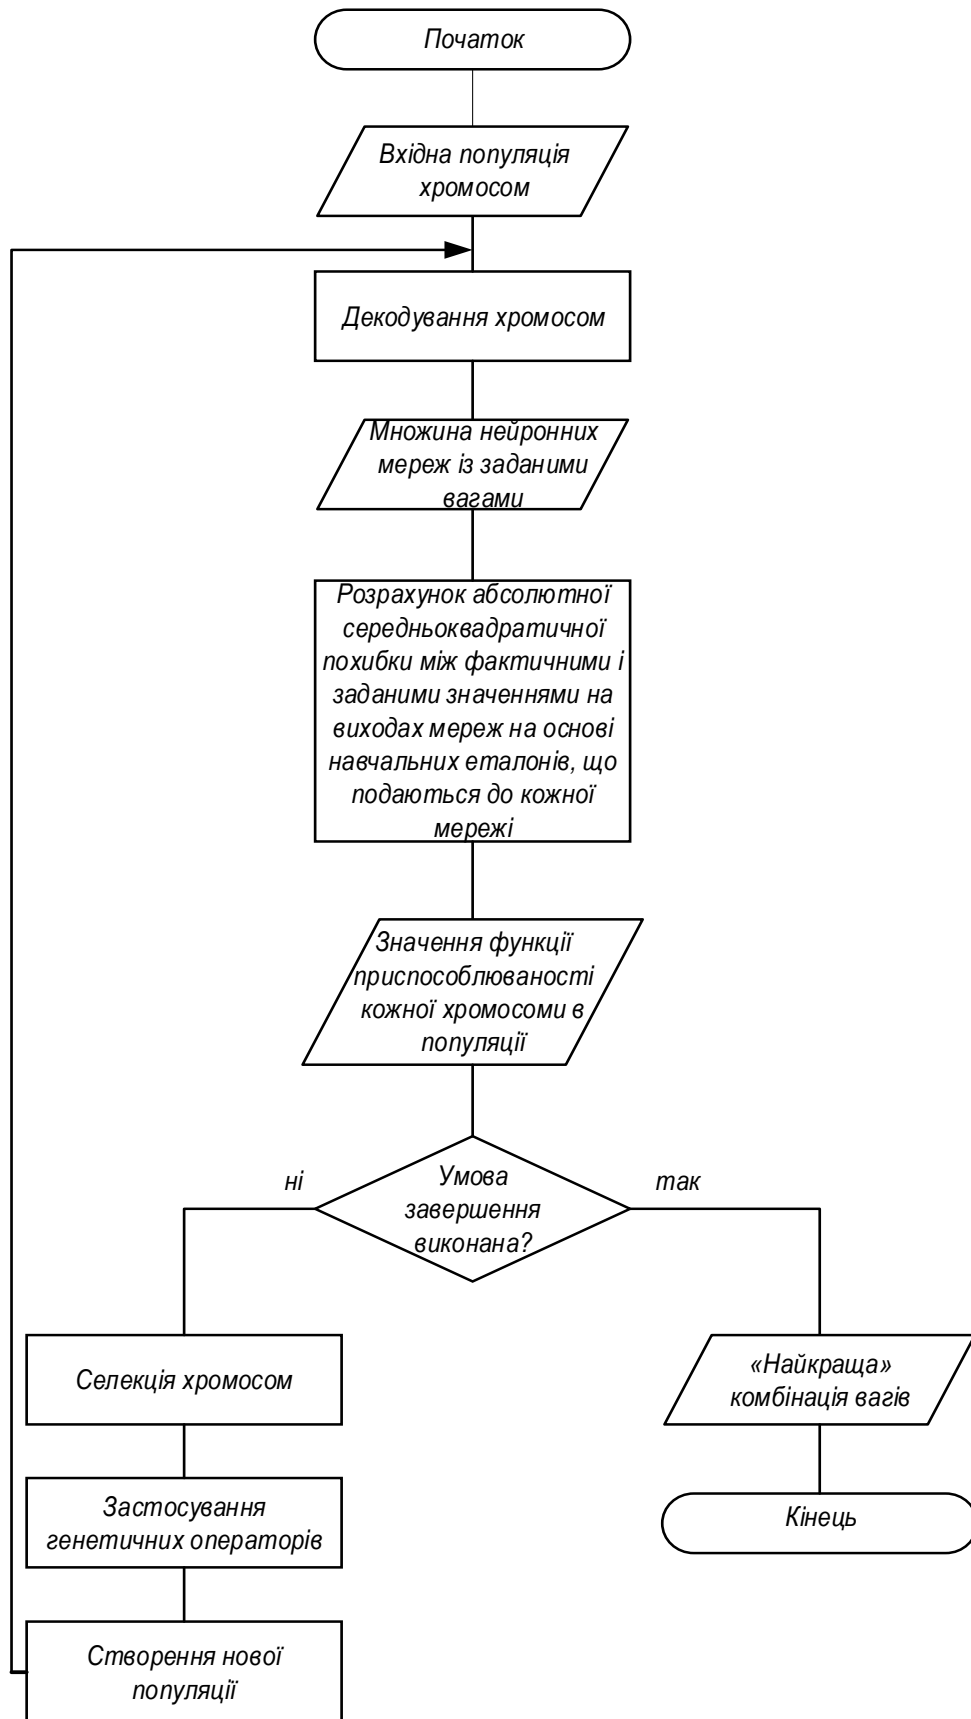 Початок
Вхідна популяція
хромосом
Декодування хромосом
Множина нейронних
мереж із заданими
вагами
Розрахунок абсолютної
середньоквадратичної
похибки між фактичними і
заданими значеннями на
виходах мереж на основі
навчальних еталонів, що
подаються до кожної
мережі
Значення функції
приспособлюваності
кожної хромосоми в
популяції
Умова
завершення
виконана?
ні
так
Селекція хромосом
Застосування
генетичних операторів
Створення нової
популяції
«Найкраща»
комбінація вагів
Кінець